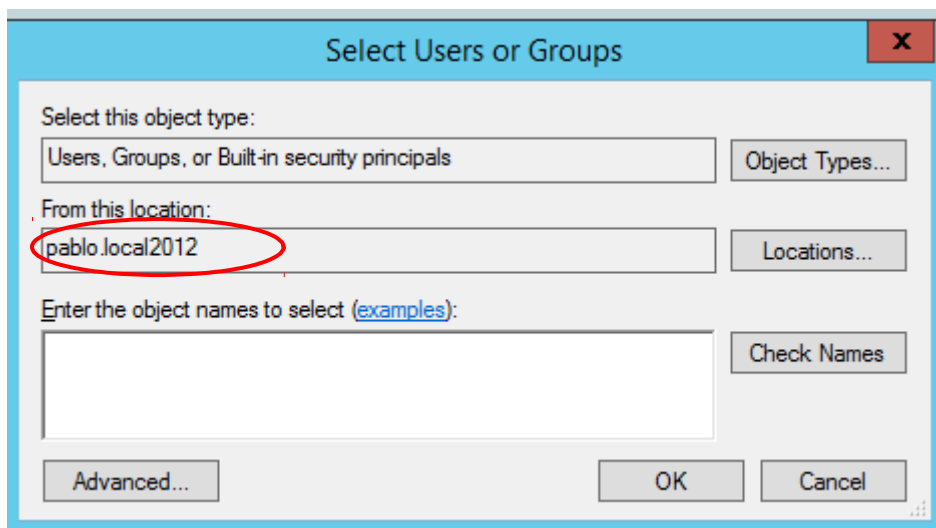 Select Users or Groups
x
Select this object type:
Users, Groups, or Built-in security principals
Object Types...
From this location:
pablo.local2012
Locations...
Enter the object names to select (examples):
Check Names
Advanced...
OK
Cancel